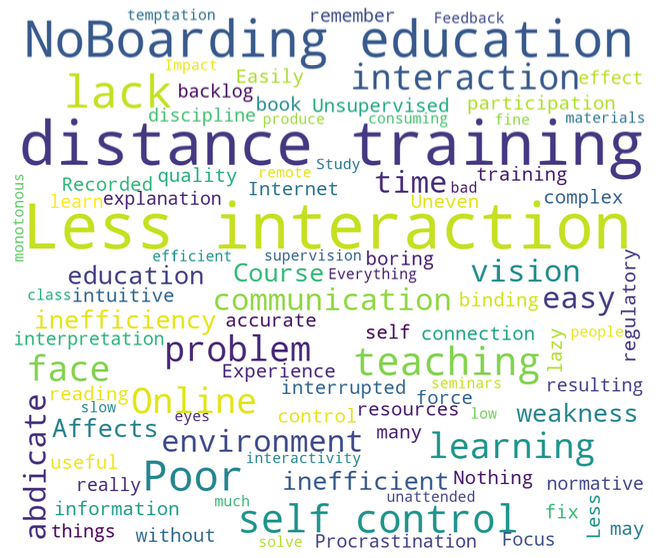 temptation remember Feedback
NoBoarding education
Impact
lack Easily interaction effect
backlog
discipline book Unsupervised participation
produce consuming fine materials
distance training
monotonous
Recorded quality Study remote time bad training
learn explanation Internet Uneven complex
Less interaction
efficient supervision boring regulatory
education Course Everything vision
class intuitive communication binding easy
inefficiency accurate
interpretation problem self connection lazy people
face Experience teaching
reading Online interrupted force seminars resulting
abdicate slow eyes control resources low weakness
Affects environment many learning
useful interactivity
really Poor inefficient Nothing normative
information much unattended Less
things without self control fix may
solve Procrastination Focus